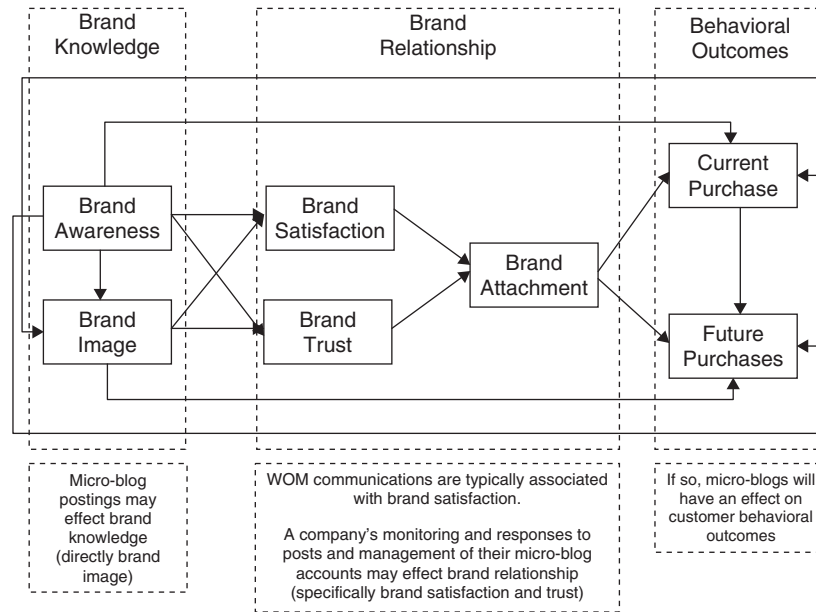 Brand
Knowledge
Brand
Relationship
Behavioral
Outcomes
Brand
Awareness
Brand
Image
Brand
Satisfaction
Brand
Trust
Brand
Attachment
Current
Purchase
Future
Purchases
Micro-blog
postings may
effect brand
knowledge
(directly brand
image)
WOM communications are typically associated
with brand satisfaction.
A company's monitoring and responses to
posts and management of their micro-blog
accounts may effect brand relationship
(specifically brand satisfaction and trust)
If so, micro-blogs will
have an effect on
customer behavioral
outcomes